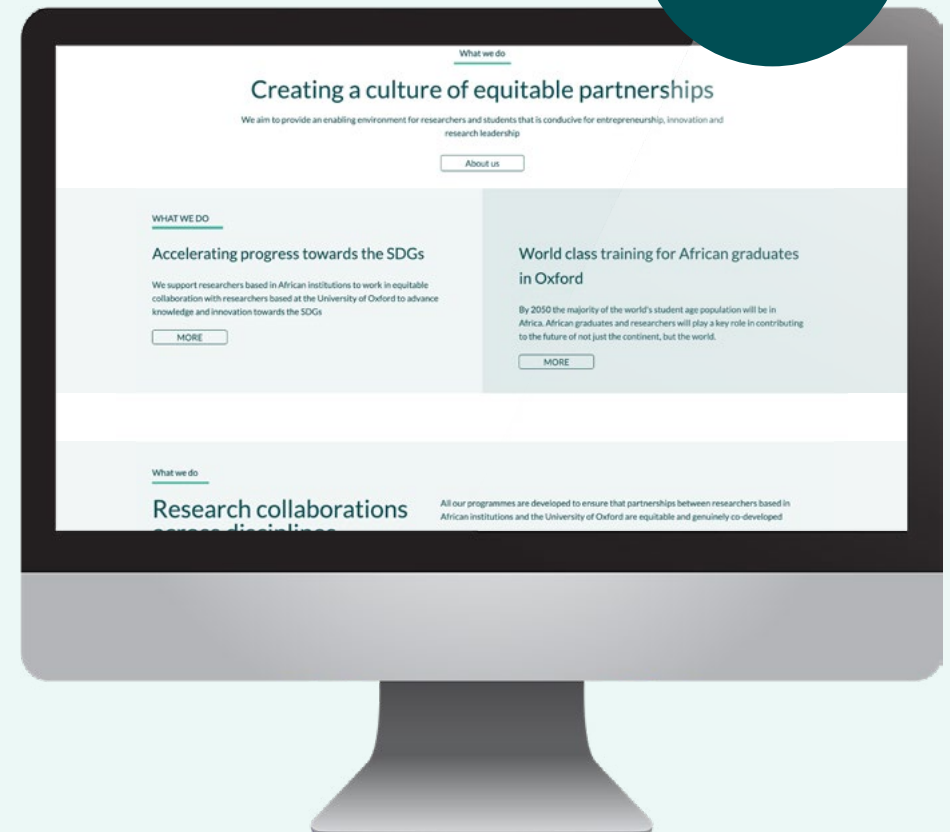 What we do
Creating a culture of equitable partnerships
We aim to provide an enabling environment for researchers and students that is conducive for entrepreneurship, innovation and
research leadership
About us
WHAT WE DO
Accelerating progress towards the SDGs
We support researchers based in African institutions to work in equitable
collaboration with researchers based at the University of Oxford to advance
knowledge and innovation towards the SDGs
MORE
World class training for African graduates
in Oxford
By 2050 the majority of the world's student age population will be in
Africa. African graduates and researchers will play a key role in contributing
to the future of not just the continent, but the world.
MORE
What we do
Research collaborations
across disciplines
All our programmes are developed to ensure that partnerships between researchers based in
African institutions and the University of Oxford are equitable and genuinely co-developed